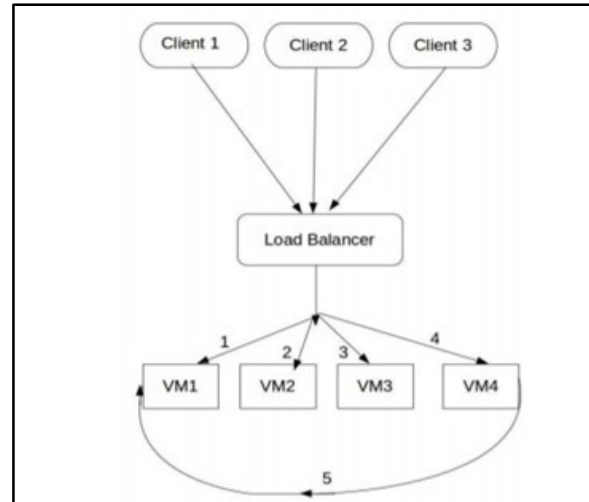 Client 1 Client 2 Client 3
Load Balancer
1 2 3 4
VM1 VM2 VM3 VM4
5